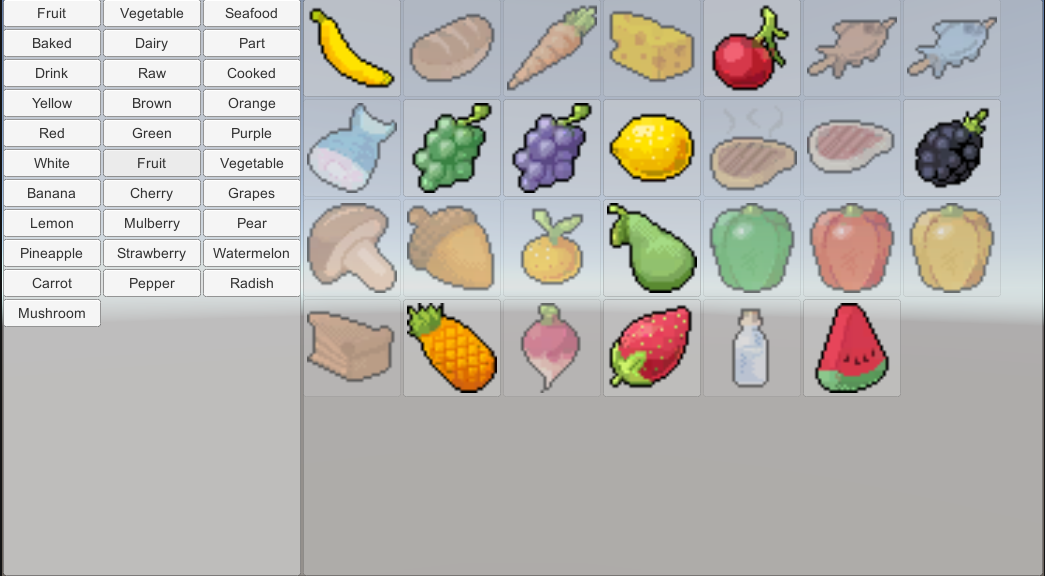 Fruit Vegetable Seafood
Baked Dairy Part
Drink Raw Cooked
Yellow Brown Orange
Red Green Purple
White Fruit Vegetable
Banana Cherry Grapes
Lemon Mulberry Pear
Pineapple Strawberry Watermelon
Carrot Pepper Radish
Mushroom